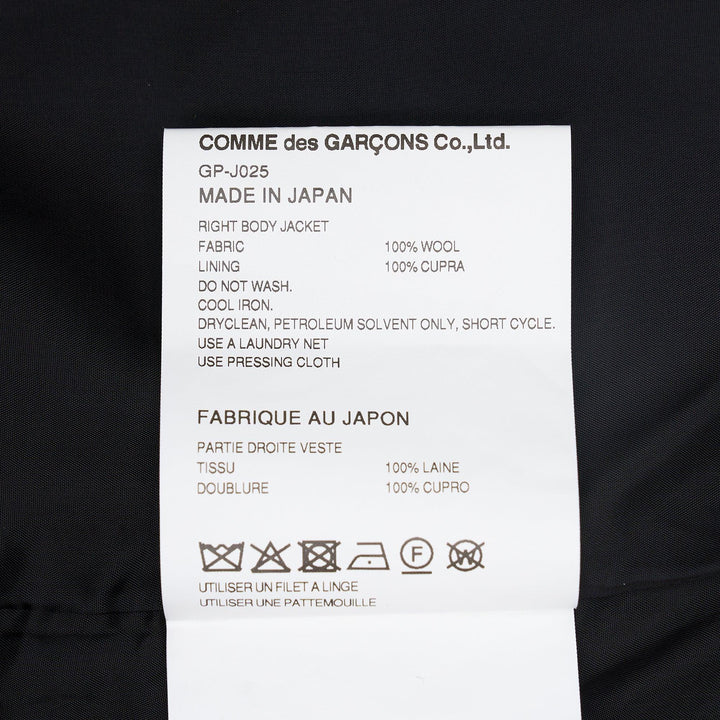 COMME des GARÇONS Co.,Ltd.
GP-J025
MADE IN JAPAN
RIGHT BODY JACKET
FABRIC 100% WOOL
LINING 100% CUPRA
DO NOT WASH.
COOL IRON.
DRYCLEAN, PETROLEUM SOLVENT ONLY, SHORT CYCLE.
USE A LAUNDRY NET
USE PRESSING CLOTH
FABRIQUE AU JAPON
PARTIE DROITE VESTE
TISSU 100% LAINE
DOUBLURE 100% CUPRO
F W
UTILISER UN FILET A LINGE
UTILISER UNE PATTEMOUILLE